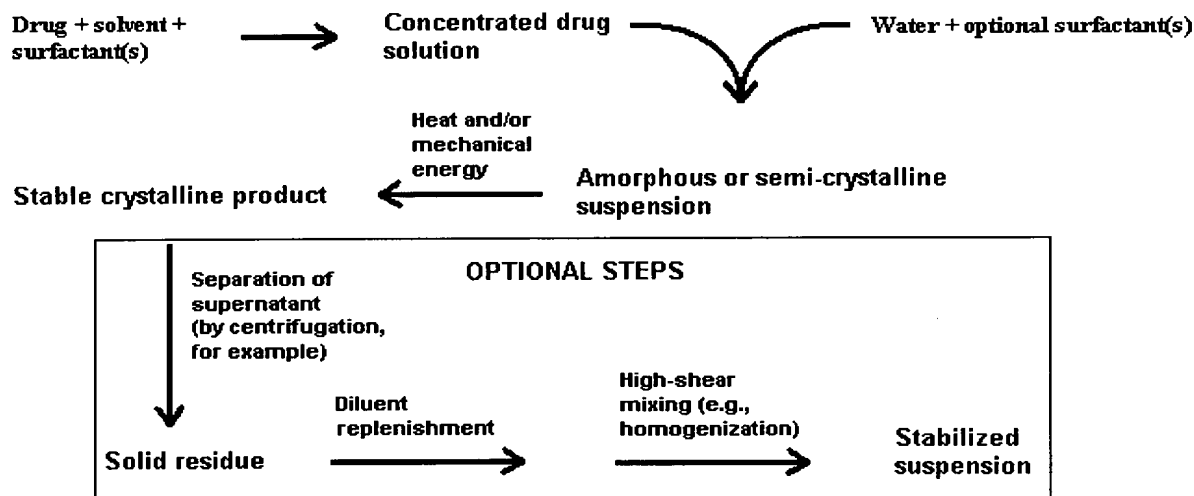 Drug + solvent +
surfactant(s)
Concentrated drug
solution
Water + optional surfactant(s)
Heat and/or
mechanical
energy
Stable crystalline product
Amorphous or semi-crystalline
suspension
OPTIONAL STEPS
Separation of
supernatant
(by centrifugation,
for example)
Diluent
replenishment
High-shear
mixing (e.g.,
homogenization)
Solid residue
Stabilized
suspension